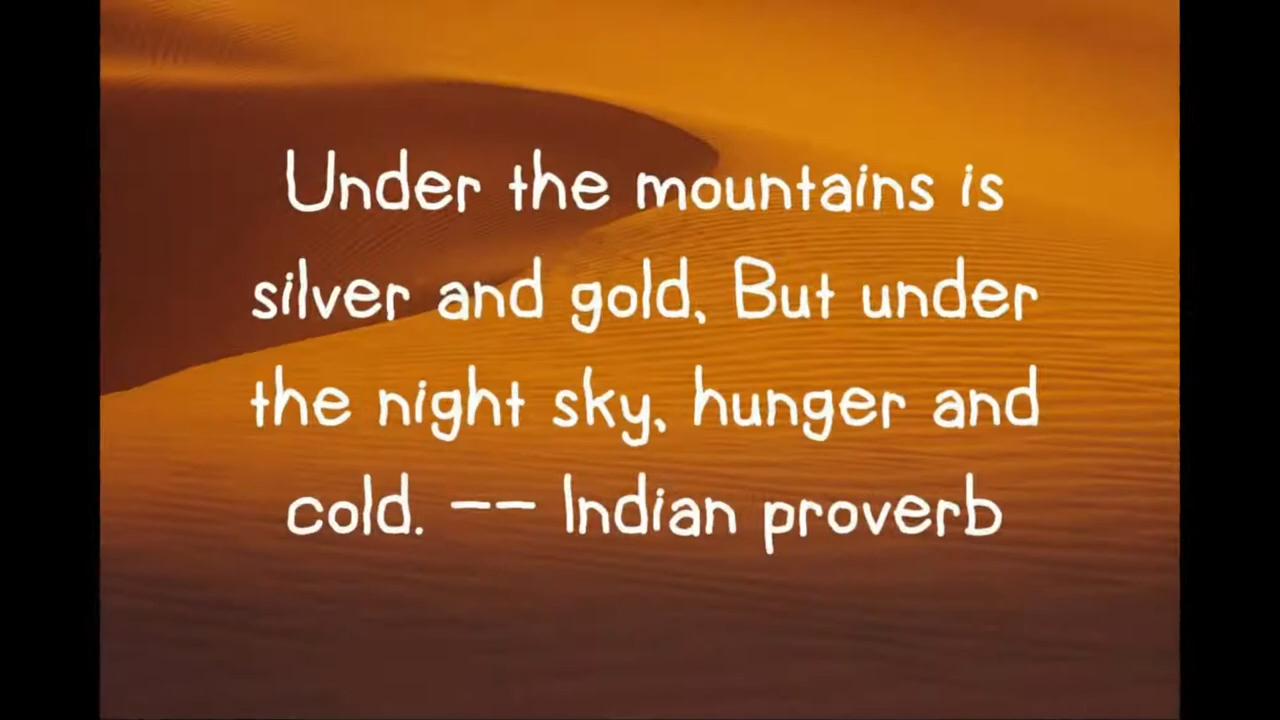 Under the mountains is
silver and gold, But under
the night sky, hunger and
cold. -- Indian proverb